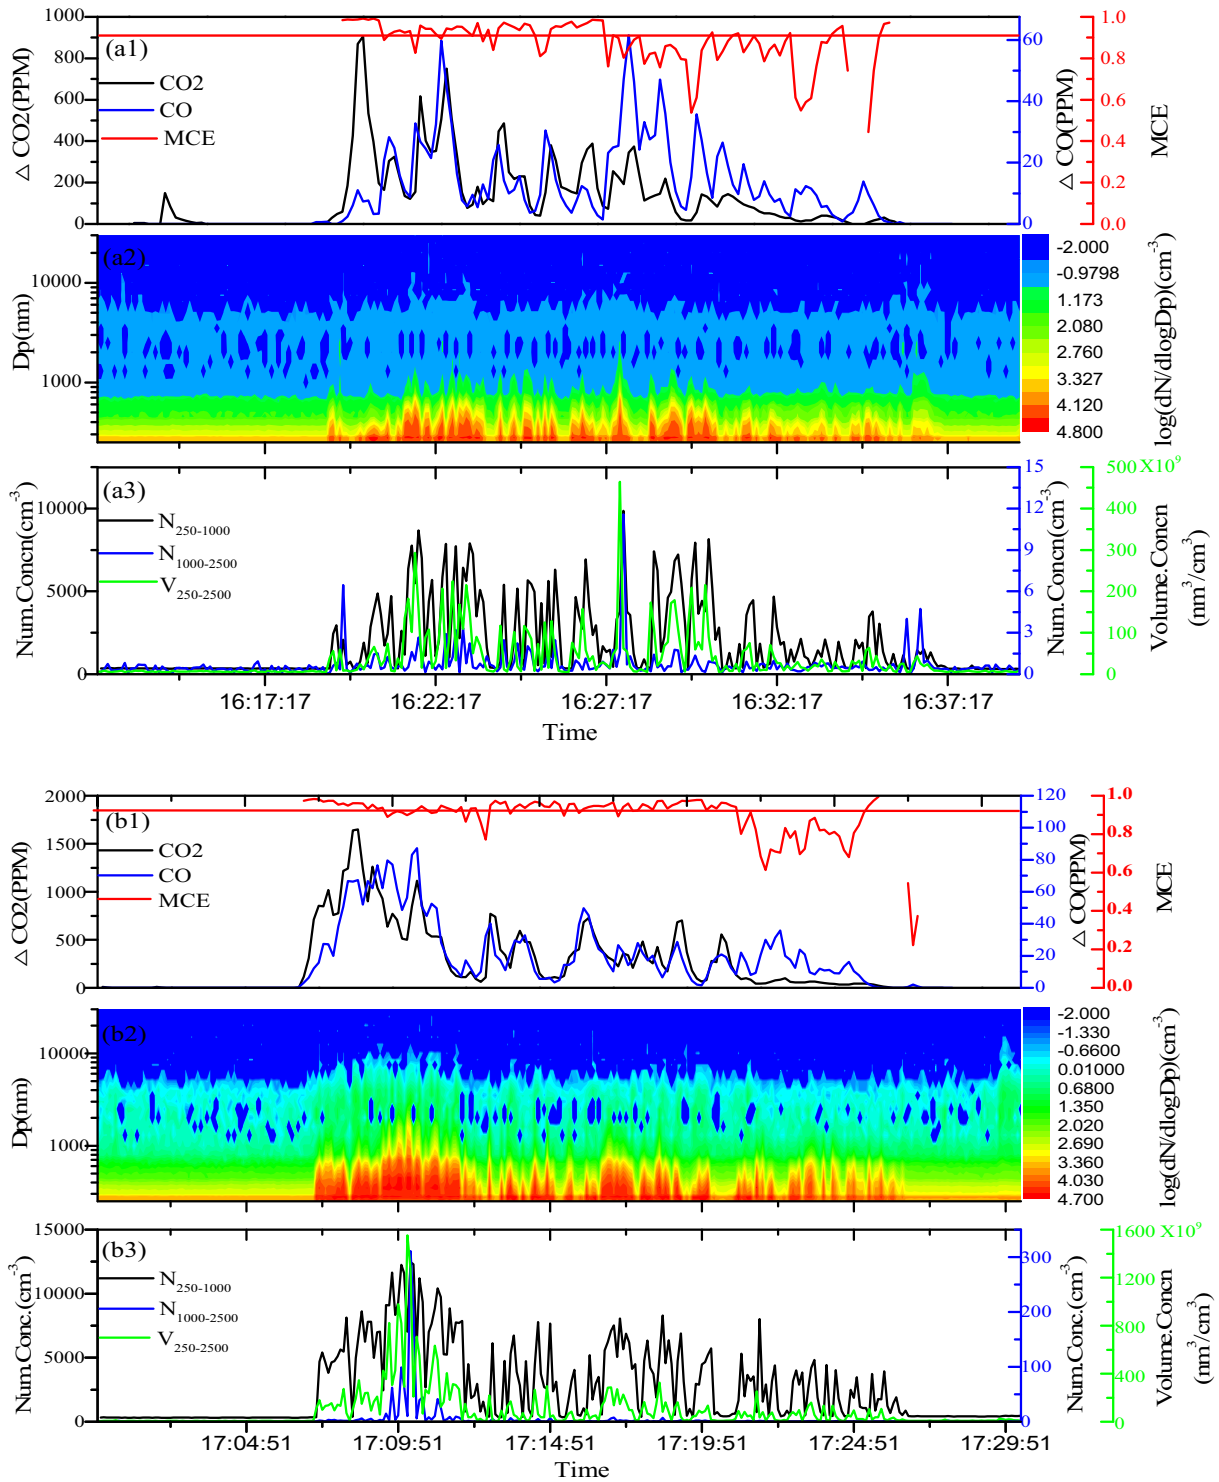 1000
800
600
400
200
0
△ CO2(PPM)
(a1)
CO2
CO
MCE
60
40
20
0
△ CO(PPM)
1.0
0.8
0.6
0.4
0.2
0.0
MCE
10000
1000
Dp(nm)
(a2)
-2.000
-0.9798
1.173
2.080
2.760
3.327
4.120
4.800
log(dN/dlogDp)(cm⁻³)
10000
5000
0
Num.Concn(cm⁻³)
(a3)
N250-1000
N1000-2500
V250-2500
15
12
9
6
3
0
Num.Concn(cm⁻³)
500 X10⁹
400
300
200
100
0
Volume.Concn
(nm³/cm³)
16:17:17 16:22:17 16:27:17 16:32:17 16:37:17
Time
2000
1500
1000
500
0
△ CO2(PPM)
(b1)
CO2
CO
MCE
120
100
80
60
40
20
0
△ CO(PPM)
1.0
0.8
0.6
0.4
0.2
0.0
MCE
10000
1000
Dp(nm)
(b2)
-2.000
-1.330
-0.6600
0.01000
0.6800
1.350
2.020
2.690
3.360
4.030
4.700
log(dN/dlogDp)(cm⁻³)
15000
10000
5000
0
Num.Conc.(cm⁻³)
(b3)
N250-1000
N1000-2500
V250-2500
300
200
100
0
Num.Conc.(cm⁻³)
1600 X10⁹
1200
800
400
0
Volume.Concn
(nm³/cm³)
17:04:51 17:09:51 17:14:51 17:19:51 17:24:51 17:29:51
Time